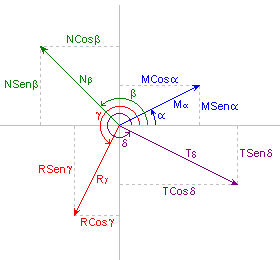 NCosβ
NSenβ
Nβ
β
MCosα
Mα
MSenα
α
γ
δ
RSenγ
Rγ
RCosγ
Tδ
TSenδ
TCosδ